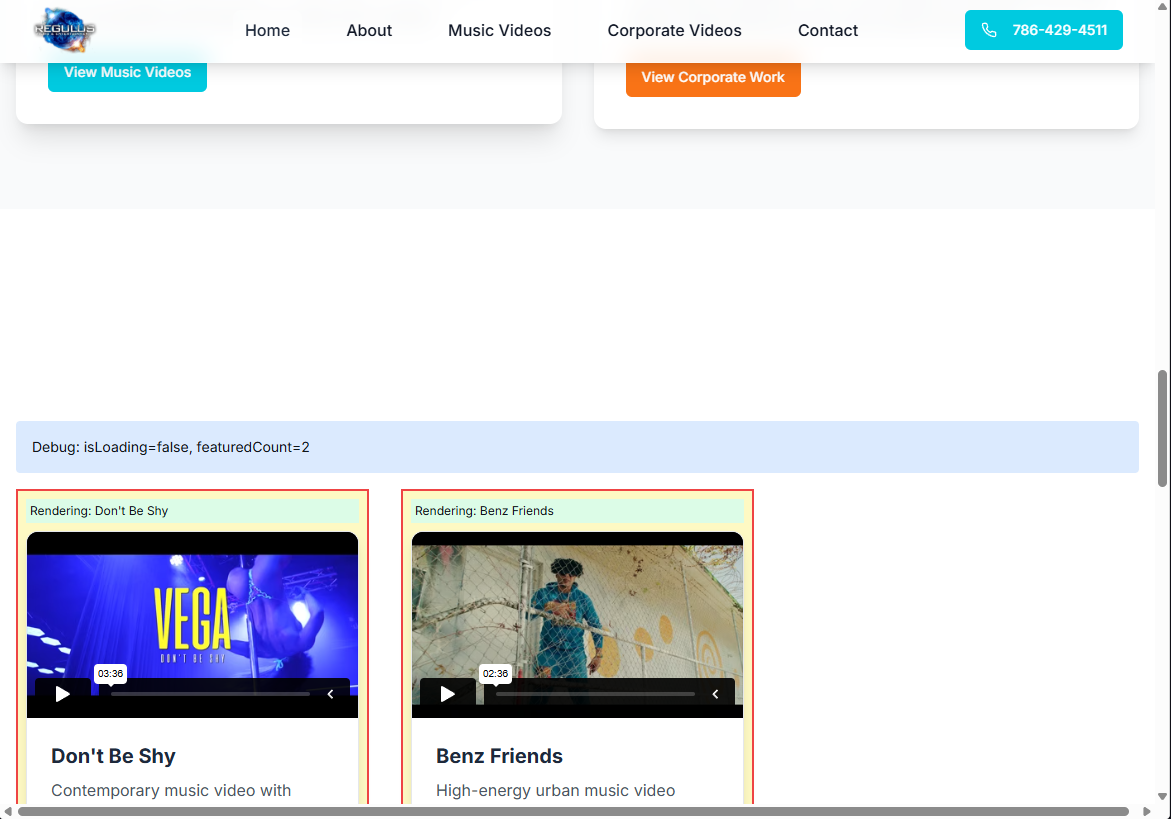 REGULUS
Home
About
Music Videos
Corporate Videos
Contact
786-429-4511
View Music Videos
View Corporate Work
Debug: isLoading=false, featuredCount=2
Rendering: Don't Be Shy
Rendering: Benz Friends
VEGA
DON'T BE SHY
03:36
02:36
Don't Be Shy
Benz Friends
Contemporary music video with
High-energy urban music video